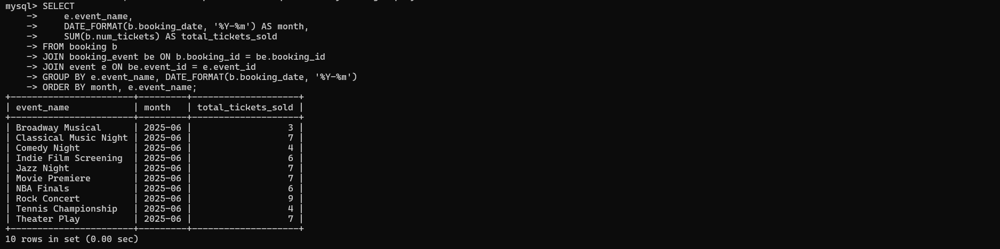 mysql> SELECT
    ->     e.event_name,
    ->     DATE_FORMAT(b.booking_date, '%Y-%m') AS month,
    ->     SUM(b.num_tickets) AS total_tickets_sold
    -> FROM booking b
    -> JOIN booking_event be ON b.booking_id = be.booking_id
    -> JOIN event e ON be.event_id = e.event_id
    -> GROUP BY e.event_name, DATE_FORMAT(b.booking_date, '%Y-%m')
    -> ORDER BY month, e.event_name;
+-----------------------+---------+--------------------+
| event_name            | month   | total_tickets_sold |
+-----------------------+---------+--------------------+
| Broadway Musical      | 2025-06 |                  3 |
| Classical Music Night | 2025-06 |                  7 |
| Comedy Night          | 2025-06 |                  4 |
| Indie Film Screening  | 2025-06 |                  6 |
| Jazz Night            | 2025-06 |                  7 |
| Movie Premiere        | 2025-06 |                  7 |
| NBA Finals            | 2025-06 |                  6 |
| Rock Concert          | 2025-06 |                  9 |
| Tennis Championship   | 2025-06 |                  4 |
| Theater Play          | 2025-06 |                  7 |
+-----------------------+---------+--------------------+
10 rows in set (0.00 sec)